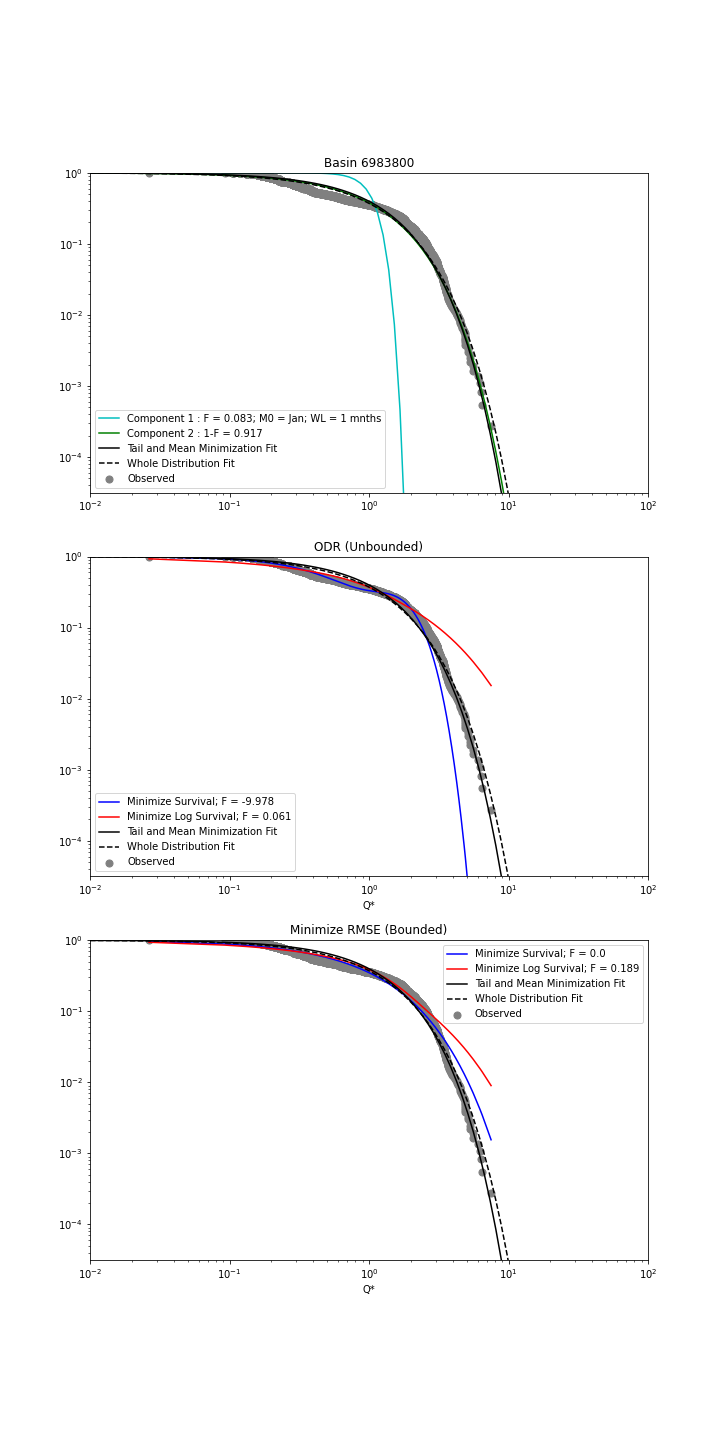 Basin 6983800
10^0
10^-1
10^-2
10^-3
10^-4
Component 1 : F = 0.083; M0 = Jan; WL = 1 mnths
Component 2 : 1-F = 0.917
Tail and Mean Minimization Fit
Whole Distribution Fit
Observed
10^-2 10^-1 10^0 10^1 10^2
ODR (Unbounded)
10^0
10^-1
10^-2
10^-3
10^-4
Minimize Survival; F = -9.978
Minimize Log Survival; F = 0.061
Tail and Mean Minimization Fit
Whole Distribution Fit
Observed
10^-2 10^-1 10^0 10^1 10^2
Q*
Minimize RMSE (Bounded)
10^0
10^-1
10^-2
10^-3
10^-4
Minimize Survival; F = 0.0
Minimize Log Survival; F = 0.189
Tail and Mean Minimization Fit
Whole Distribution Fit
Observed
10^-2 10^-1 10^0 10^1 10^2
Q*